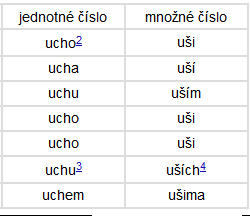 jednotné číslo množné číslo
ucho2 uši
ucha uší
uchu uším
ucho uši
ucho uši
uchu3 uších4
uchem ušima